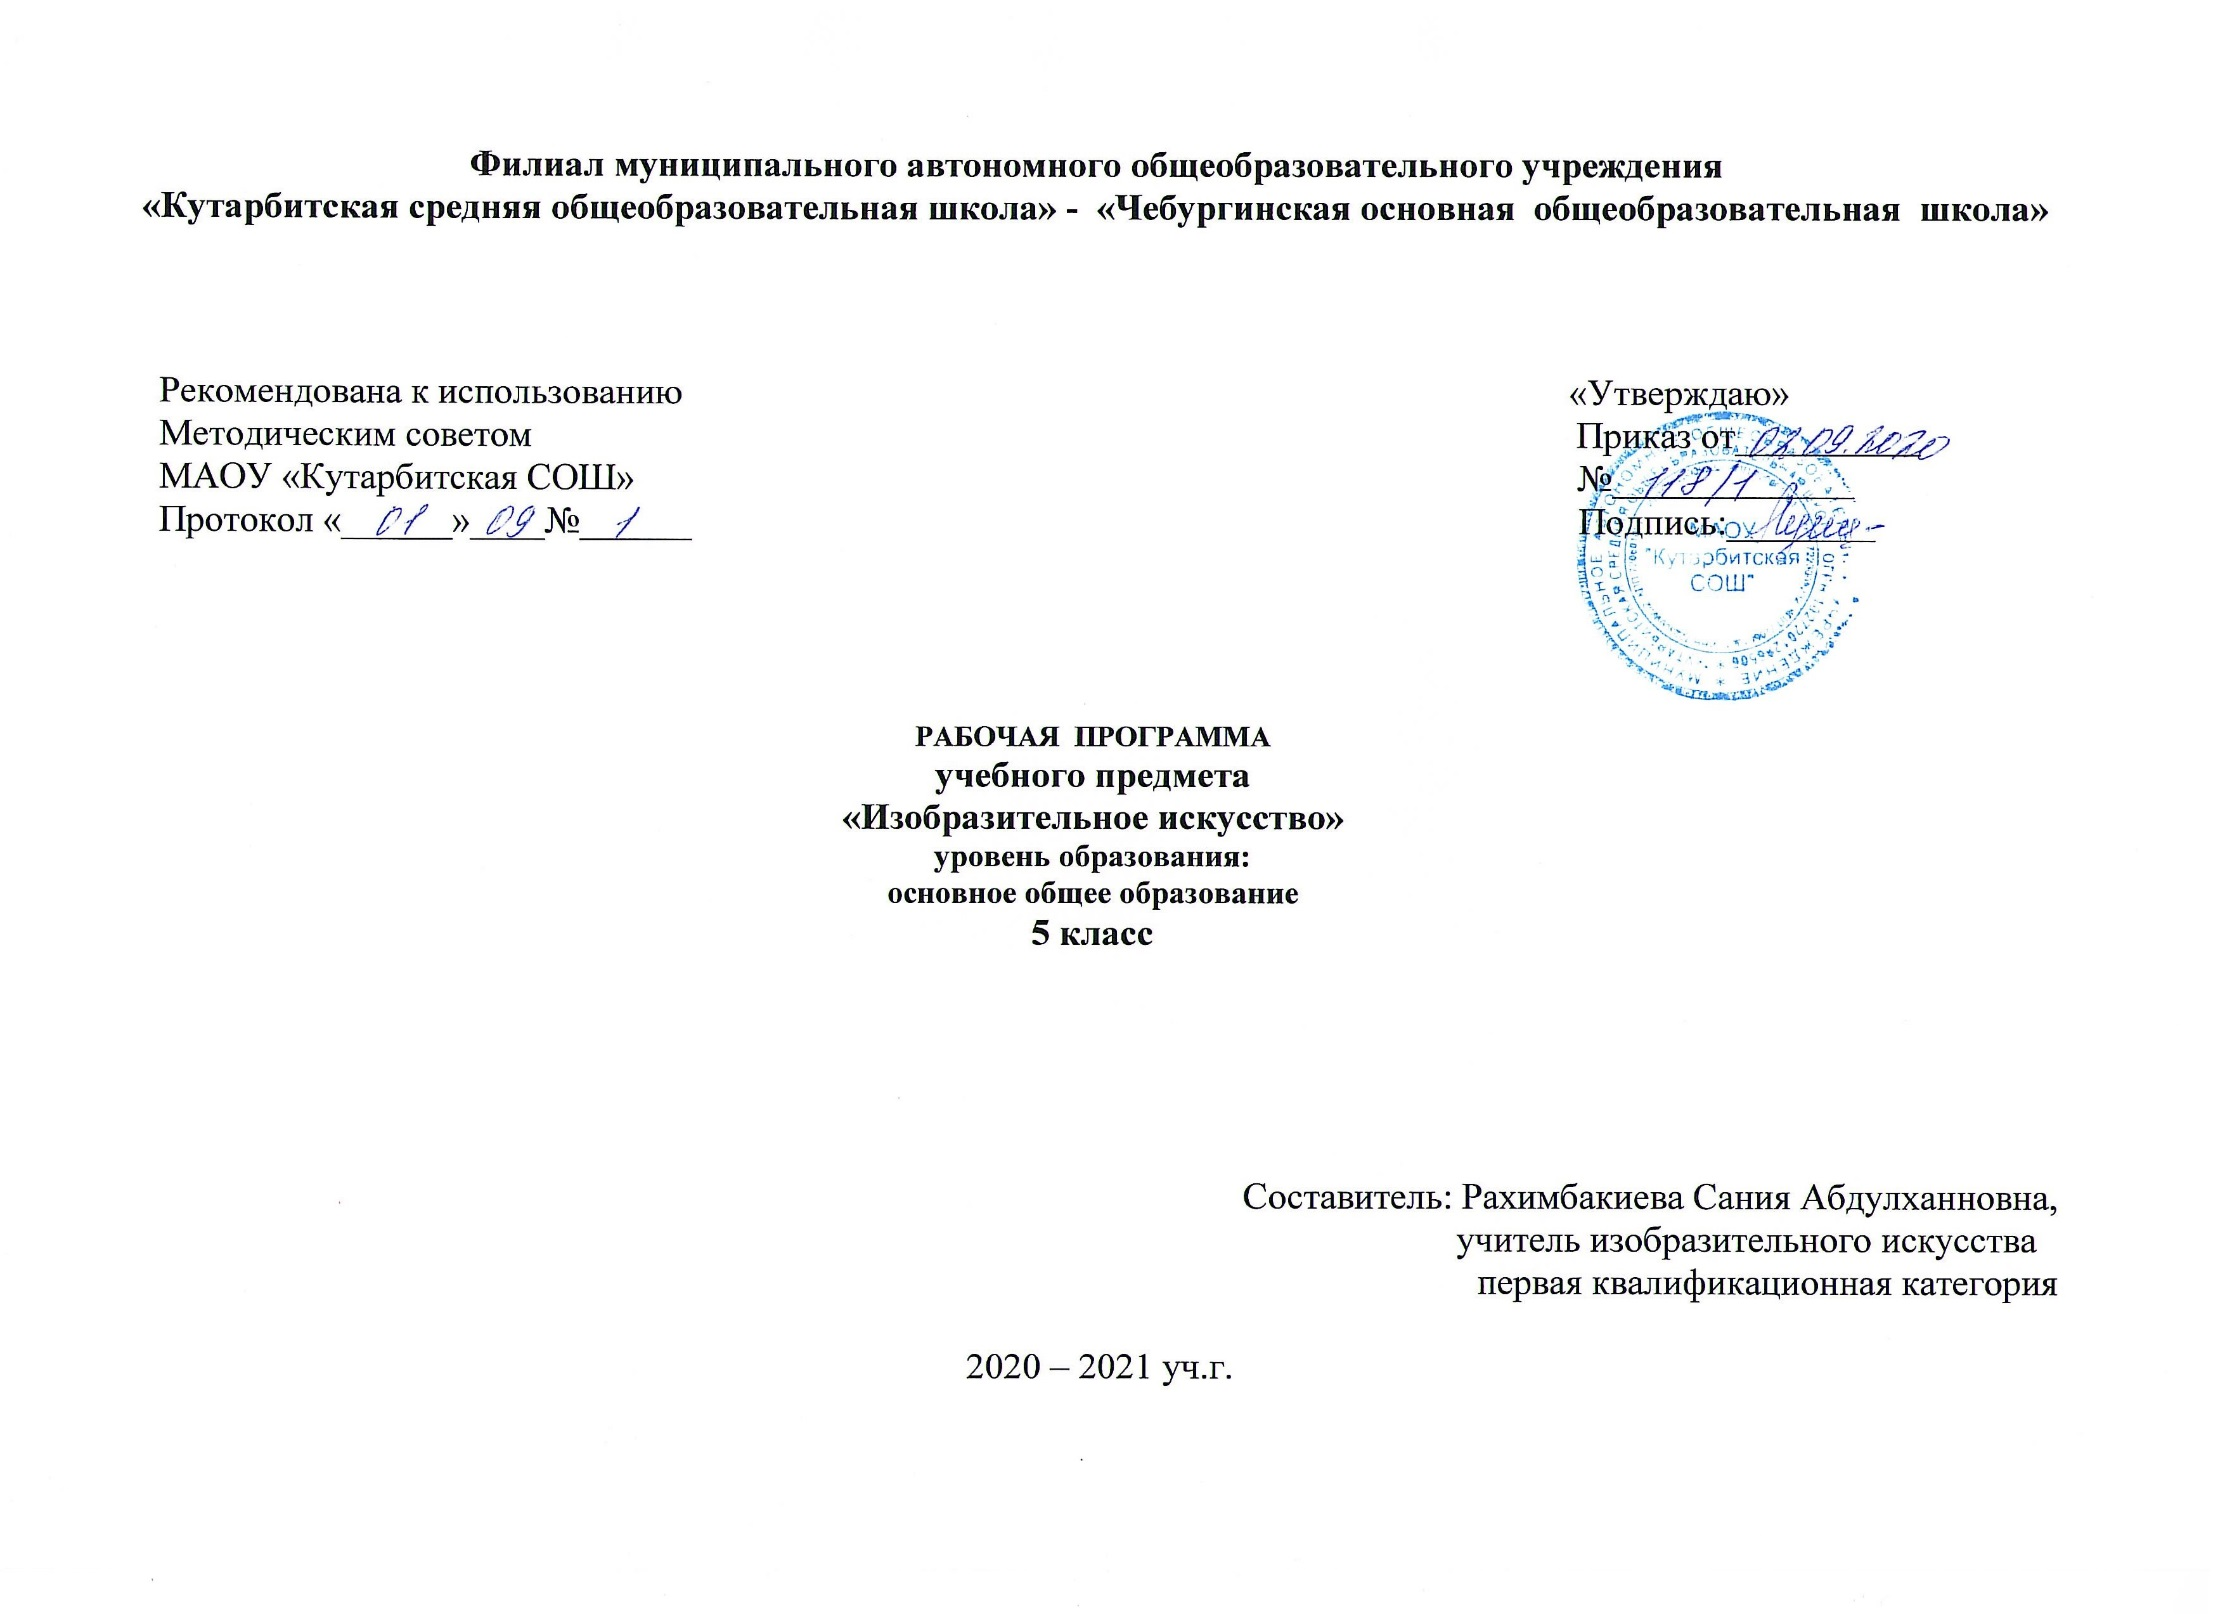 Филиал муниципального автономного общеобразовательного учреждения
«Кутарбитская средняя общеобразовательная школа» - «Чебургинская основная общеобразовательная школа»
Рекомендована к использованию
Методическим советом
МАОУ «Кутарбитская СОШ»
Протокол «01» 09 № 1
«Утверждаю»
Приказ от 02.09.2020
№ 118/1
Подпись:
МАОУ
"Кутарбитская
СОШ"
РАБОЧАЯ ПРОГРАММА
учебного предмета
«Изобразительное искусство»
уровень образования:
основное общее образование
5 класс
Составитель: Рахимбакиева Сания Абдулханновна,
учитель изобразительного искусства
первая квалификационная категория
2020 – 2021 уч.г.